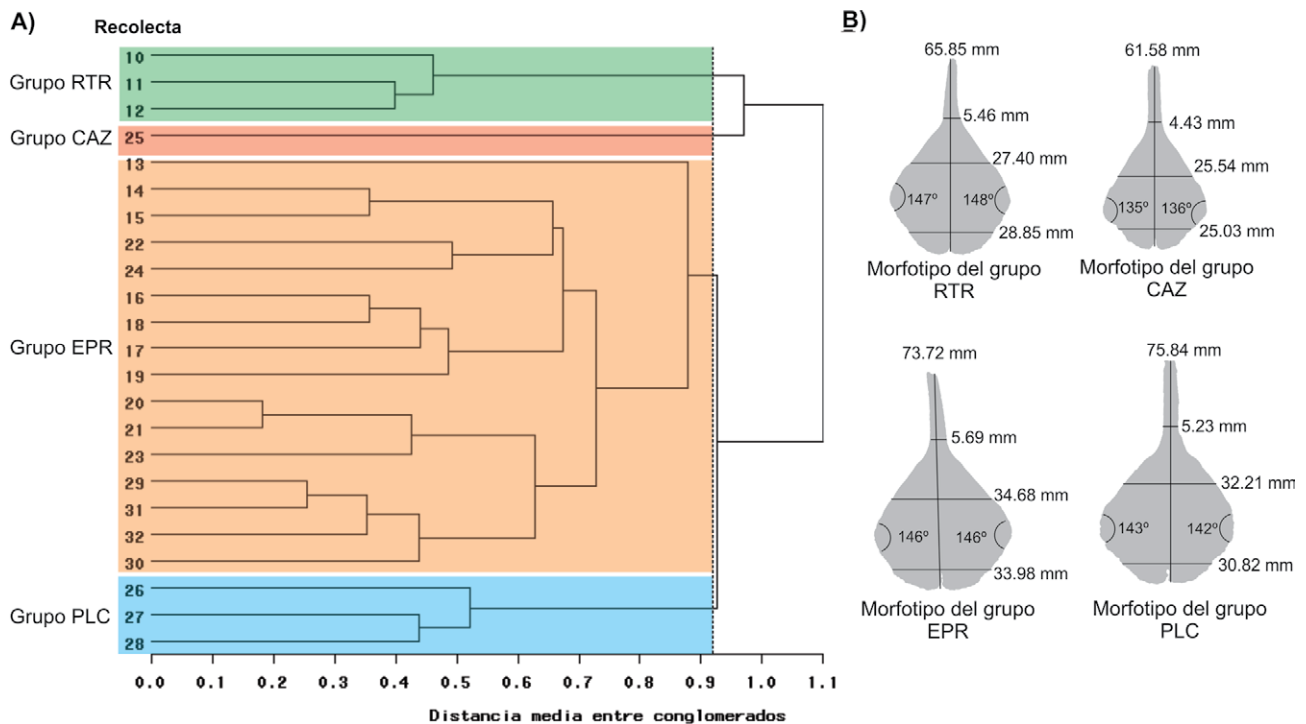 A)
Recolecta
Grupo RTR
10
11
12
Grupo CAZ
25
Grupo EPR
13
14
15
22
24
16
18
17
19
20
21
23
29
31
32
30
Grupo PLC
26
27
28
0.0 0.1 0.2 0.3 0.4 0.5 0.6 0.7 0.8 0.9 1.0 1.1
Distancia media entre conglomerados
B)
65.85 mm
5.46 mm
27.40 mm
147º 148º
28.85 mm
Morfotipo del grupo
RTR
61.58 mm
4.43 mm
25.54 mm
135º 136º
25.03 mm
Morfotipo del grupo
CAZ
73.72 mm
5.69 mm
34.68 mm
146º 146º
33.98 mm
Morfotipo del grupo
EPR
75.84 mm
5.23 mm
32.21 mm
143º 142º
30.82 mm
Morfotipo del grupo
PLC